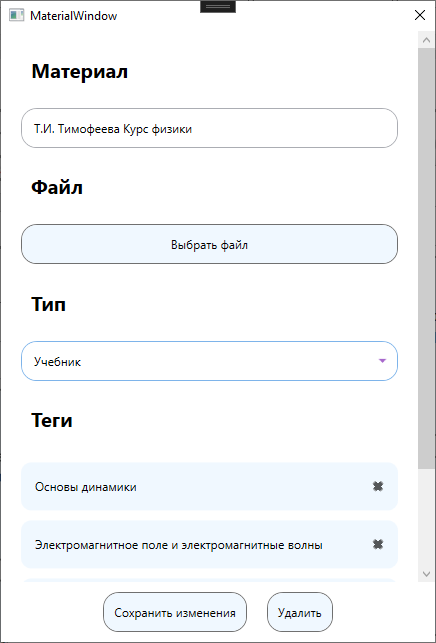 MaterialWindow
Материал
Т.И. Тимофеева Курс физики
Файл
Выбрать файл
Тип
Учебник
Теги
Основы динамики
Электромагнитное поле и электромагнитные волны
Сохранить изменения
Удалить